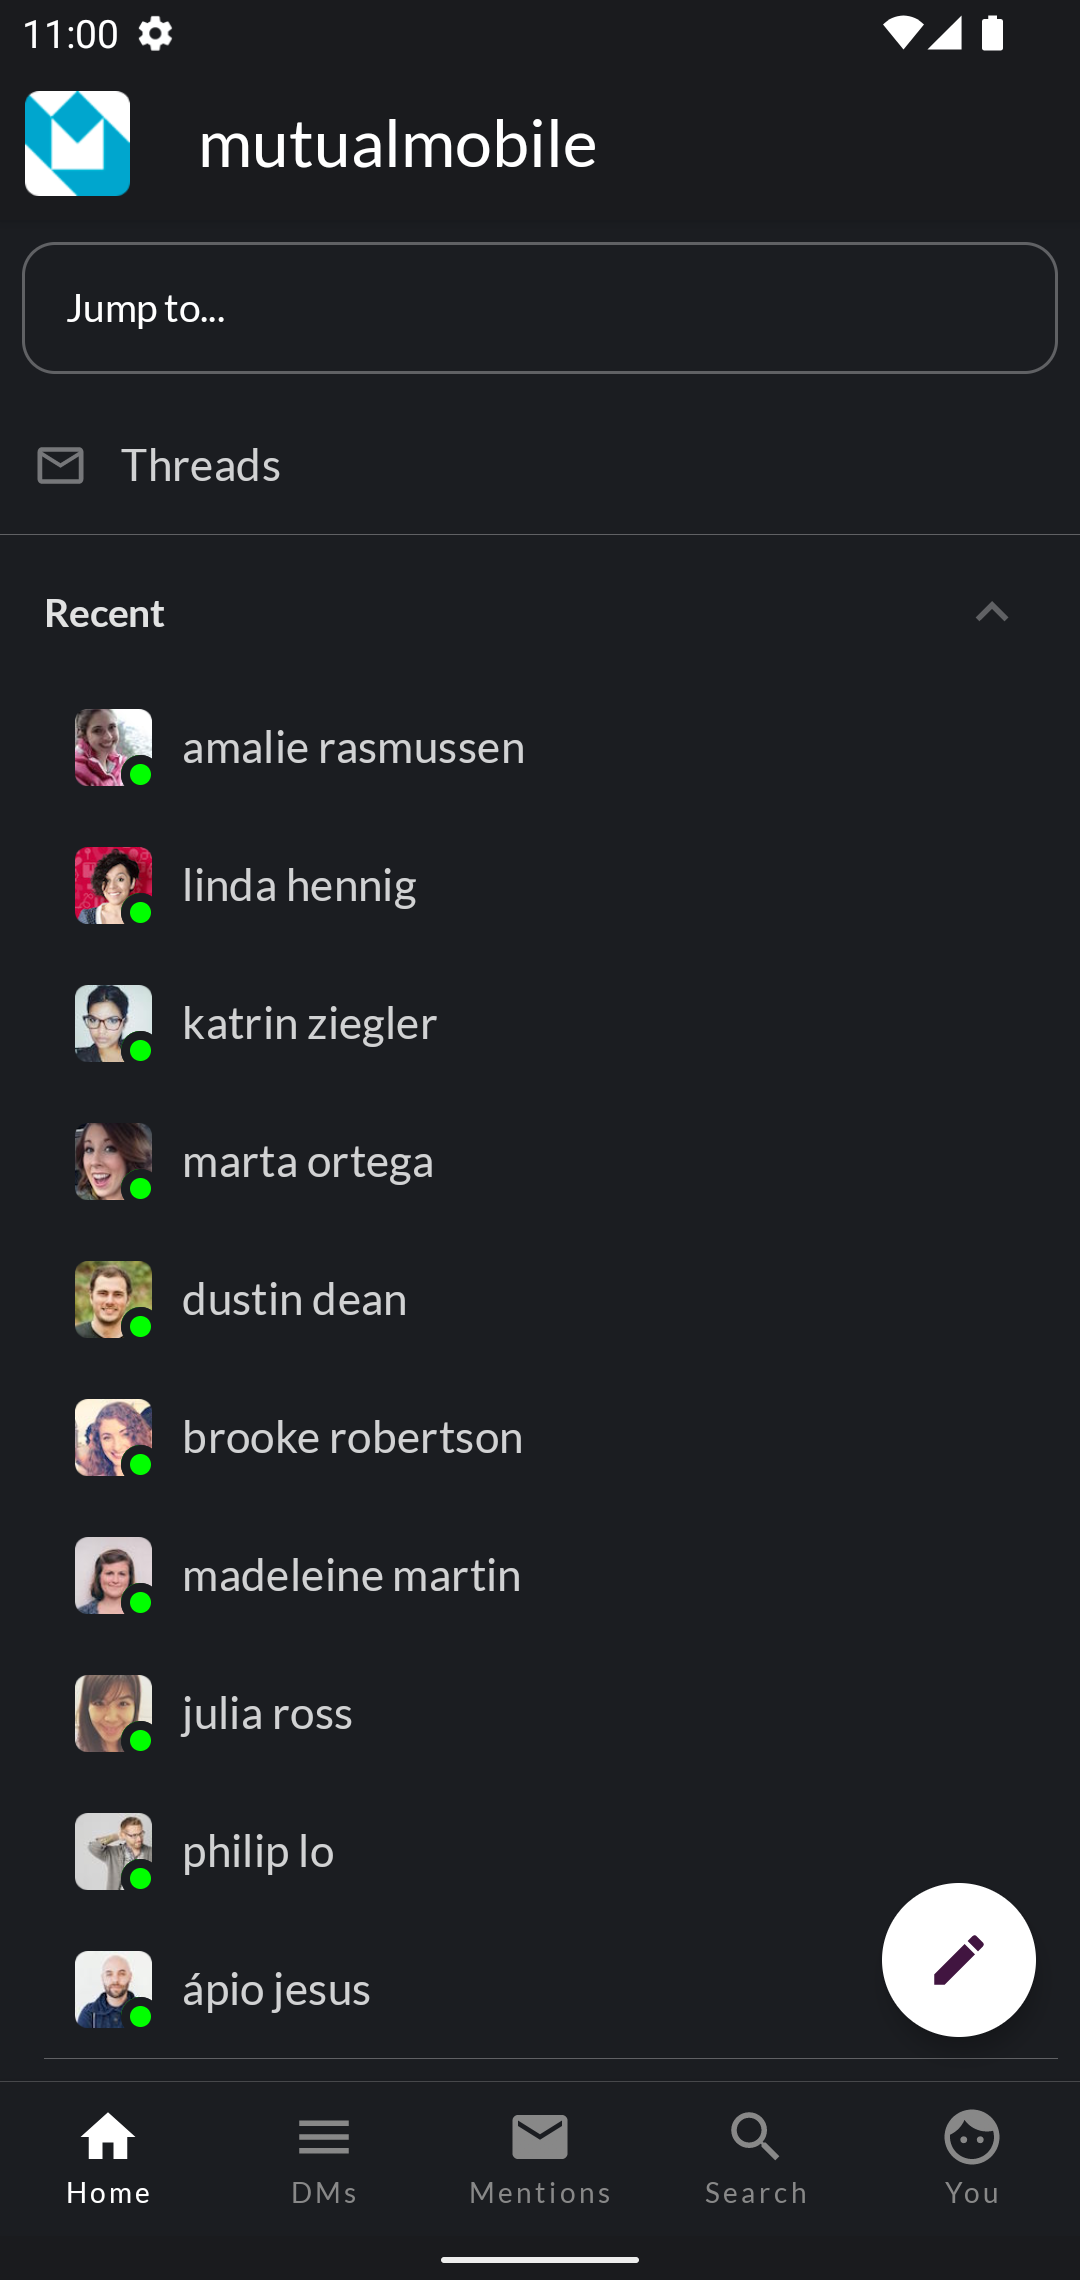 11:00
mutualmobile
Jump to...
Threads
Recent
amalie rasmussen
linda hennig
katrin ziegler
marta ortega
dustin dean
brooke robertson
madeleine martin
julia ross
philip lo
ápio jesus
Home DMs Mentions Search You